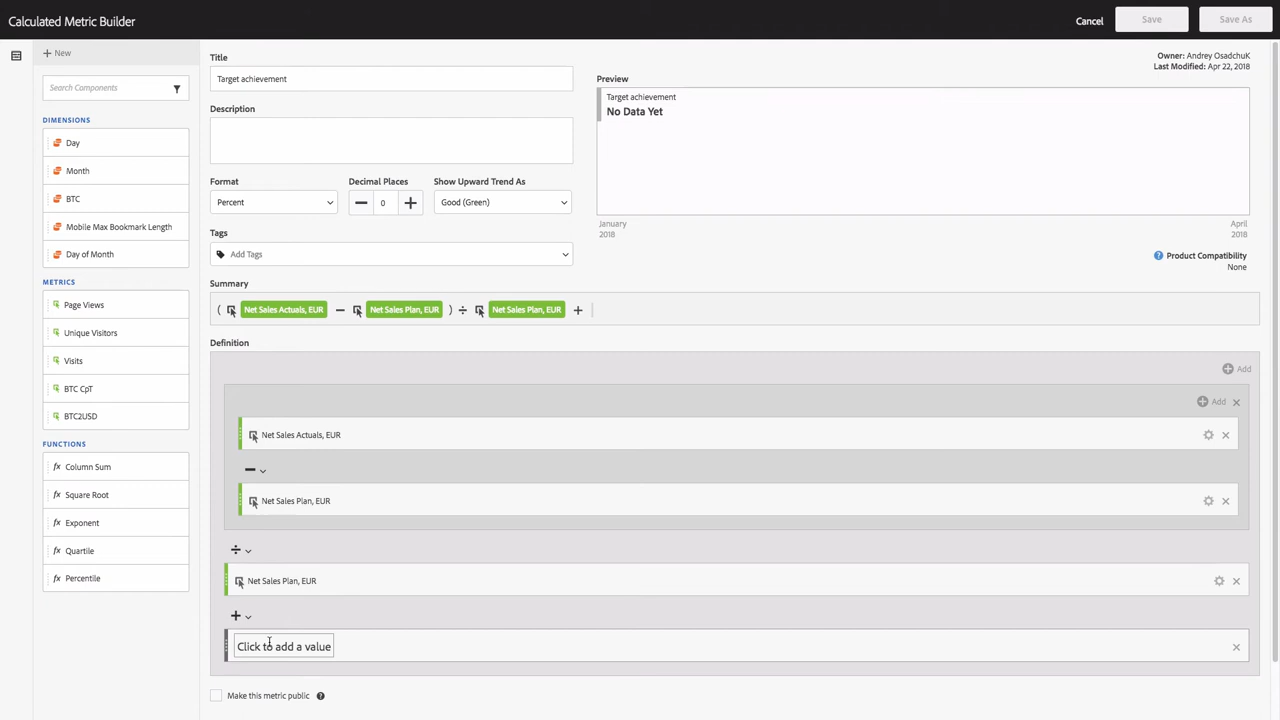 Calculated Metric Builder
Cancel
Save
Save As
+ New
Search Components
DIMENSIONS
Day
Month
BTC
Mobile Max Bookmark Length
Day of Month
METRICS
Page Views
Unique Visitors
Visits
BTC CpT
BTC2USD
FUNCTIONS
fx Column Sum
fx Square Root
fx Exponent
fx Quartile
fx Percentile
Title
Target achievement
Description
Format
Percent
Decimal Places
0
Show Upward Trend As
Good (Green)
Tags
Add Tags
Owner: Andrey OsadchuK
Last Modified: Apr 22, 2018
Preview
Target achievement
No Data Yet
January
2018
April
2018
? Product Compatibility
None
Summary
( Net Sales Actuals, EUR − Net Sales Plan, EUR ) ÷ Net Sales Plan, EUR +
Definition
Add
Add
Net Sales Actuals, EUR
−
Net Sales Plan, EUR
÷
Net Sales Plan, EUR
+
Click to add a value
Make this metric public ?